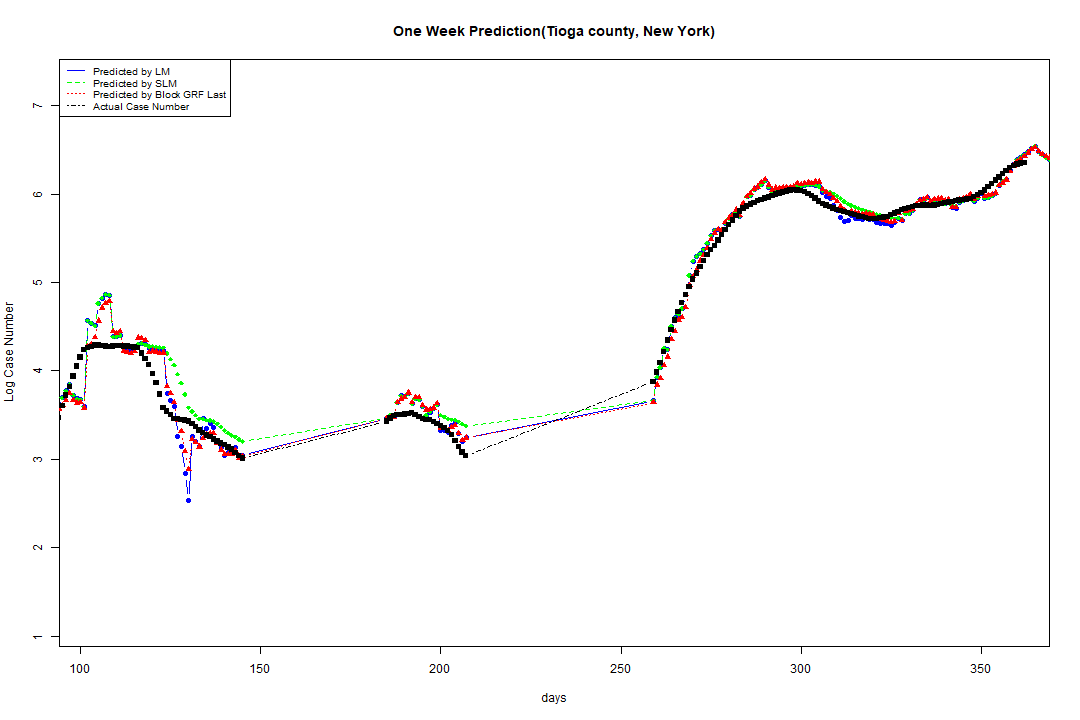 One Week Prediction(Tioga county, New York)
Predicted by LM
Predicted by SLM
Predicted by Block GRF Last
Actual Case Number
7
6
5
4
3
2
1
Log Case Number
100 150 200 250 300 350
days